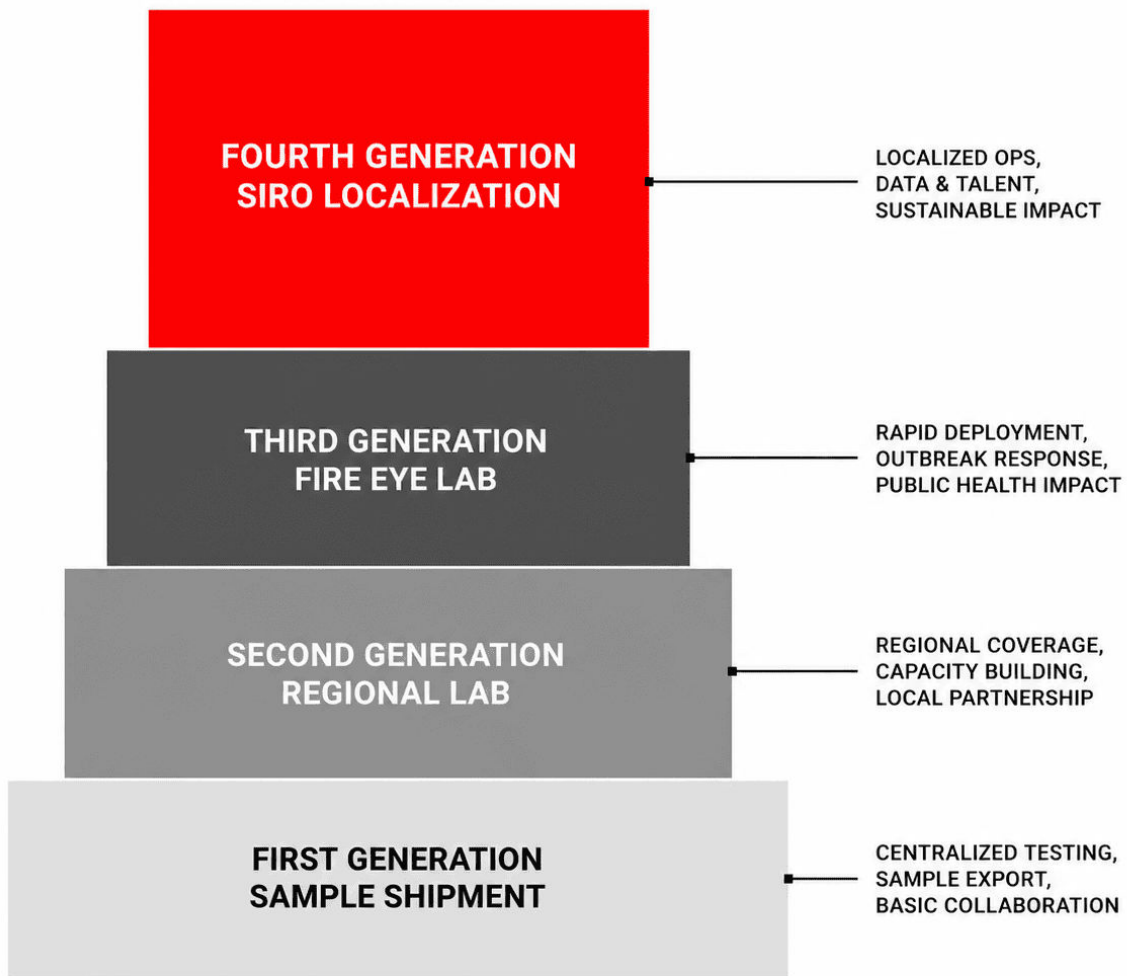 FOURTH GENERATION
SIRO LOCALIZATION
LOCALIZED OPS,
DATA & TALENT,
SUSTAINABLE IMPACT
THIRD GENERATION
FIRE EYE LAB
RAPID DEPLOYMENT,
OUTBREAK RESPONSE,
PUBLIC HEALTH IMPACT
SECOND GENERATION
REGIONAL LAB
REGIONAL COVERAGE,
CAPACITY BUILDING,
LOCAL PARTNERSHIP
FIRST GENERATION
SAMPLE SHIPMENT
CENTRALIZED TESTING,
SAMPLE EXPORT,
BASIC COLLABORATION